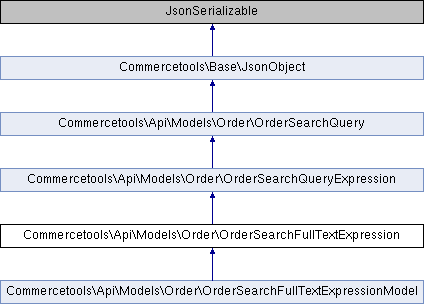 JsonSerializable
Commercetools\Base\JsonObject
Commercetools\Api\Models\Order\OrderSearchQuery
Commercetools\Api\Models\Order\OrderSearchQueryExpression
Commercetools\Api\Models\Order\OrderSearchFullTextExpression
Commercetools\Api\Models\Order\OrderSearchFullTextExpressionModel